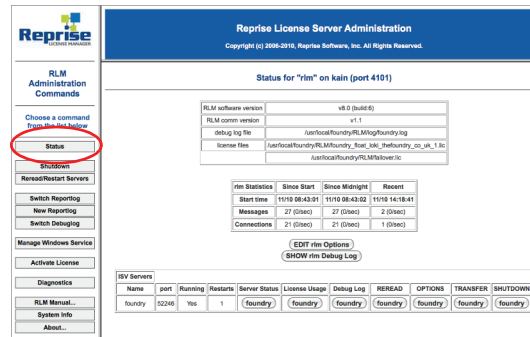 Reprise
LICENSE MANAGER
RLM
Administration
Commands
Choose a command
from the list below
Status
Shutdown
Reread/Restart Servers
Switch Reportlog
New Reportlog
Switch Debuglog
Manage Windows Service
Activate License
Diagnostics
RLM Manual...
System Info
About...
Reprise License Server Administration
Copyright (c) 2006-2010, Reprise Software, Inc. All Rights Reserved.
Status for "rlm" on kain (port 4101)
RLM software version v8.0 (build:6)
RLM comm version v1.1
debug log file /usr/local/foundry/RLM/log/foundry.log
license files /usr/local/foundry/RLM/foundry_float_loki_thefoundry_co_uk_1.lic
/usr/local/foundry/RLM/failover.lic
rlm Statistics Since Start Since Midnight Recent
Start time 11/10 08:43:01 11/10 08:43:02 11/10 14:18:41
Messages 27 (0/sec) 27 (0/sec) 2 (0/sec)
Connections 21 (0/sec) 21 (0/sec) 1 (0/sec)
EDIT rlm Options
SHOW rlm Debug Log
ISV Servers
Name port Running Restarts Server Status License Usage Debug Log REREAD OPTIONS TRANSFER SHUTDOWN
foundry 52246 Yes 1 foundry foundry foundry foundry foundry foundry foundry